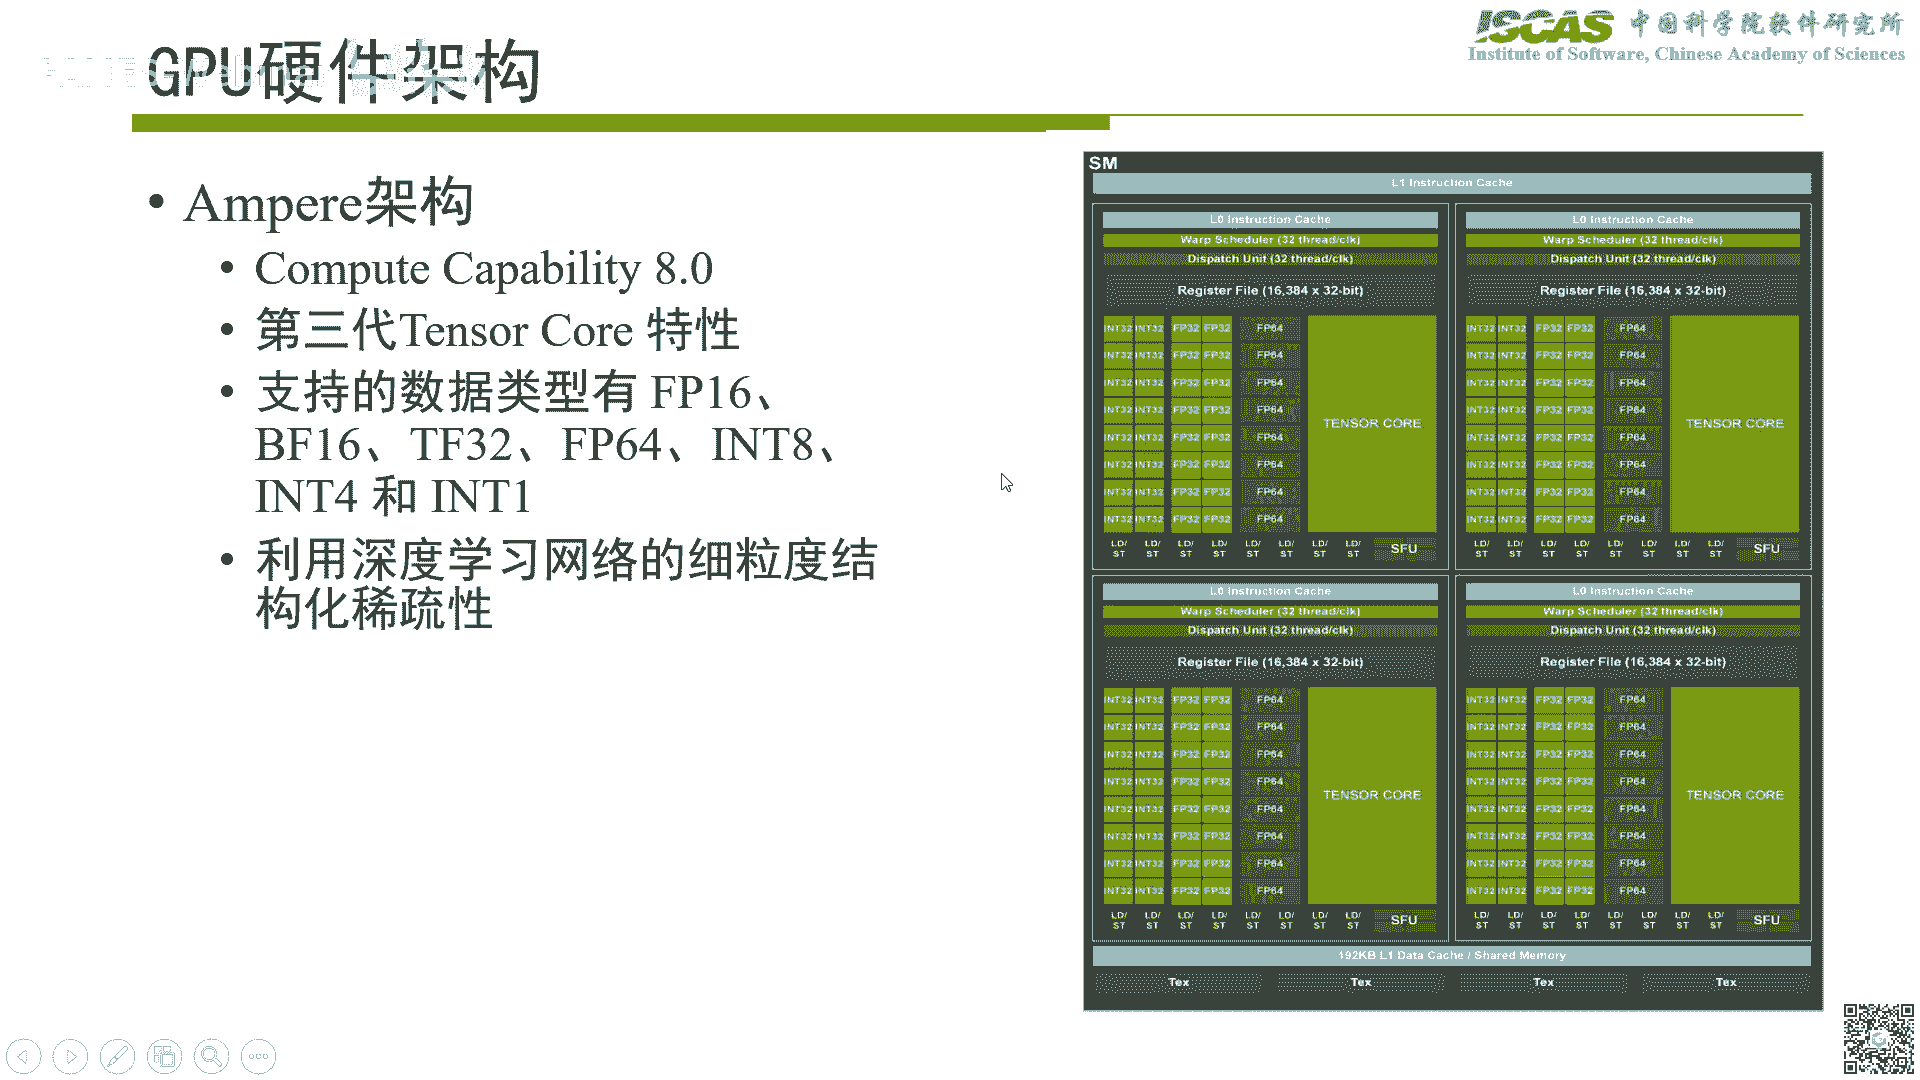 GPU硬件架构
ISCAS 中国科学院软件研究所
Institute of Software, Chinese Academy of Sciences
• Ampere架构
• Compute Capability 8.0
• 第三代Tensor Core 特性
• 支持的数据类型有 FP16、
BF16、TF32、FP64、INT8、
INT4 和 INT1
• 利用深度学习网络的细粒度结
构化稀疏性
SM
L1 Instruction Cache
L0 Instruction Cache L0 Instruction Cache
Warp Scheduler (32 thread/clk) Warp Scheduler (32 thread/clk)
Dispatch Unit (32 thread/clk) Dispatch Unit (32 thread/clk)
Register File (16,384 x 32-bit) Register File (16,384 x 32-bit)
INT32 INT32 FP32 FP32 FP64 INT32 INT32 FP32 FP32 FP64
INT32 INT32 FP32 FP32 FP64 INT32 INT32 FP32 FP32 FP64
INT32 INT32 FP32 FP32 FP64 INT32 INT32 FP32 FP32 FP64
INT32 INT32 FP32 FP32 FP64 INT32 INT32 FP32 FP32 FP64
TENSOR CORE TENSOR CORE
INT32 INT32 FP32 FP32 FP64 INT32 INT32 FP32 FP32 FP64
INT32 INT32 FP32 FP32 FP64 INT32 INT32 FP32 FP32 FP64
INT32 INT32 FP32 FP32 FP64 INT32 INT32 FP32 FP32 FP64
INT32 INT32 FP32 FP32 FP64 INT32 INT32 FP32 FP32 FP64
LD/ LD/ LD/ LD/ LD/ LD/ LD/ LD/ SFU LD/ LD/ LD/ LD/ LD/ LD/ LD/ LD/ SFU
ST ST ST ST ST ST ST ST ST ST ST ST ST ST ST ST
L0 Instruction Cache L0 Instruction Cache
Warp Scheduler (32 thread/clk) Warp Scheduler (32 thread/clk)
Dispatch Unit (32 thread/clk) Dispatch Unit (32 thread/clk)
Register File (16,384 x 32-bit) Register File (16,384 x 32-bit)
INT32 INT32 FP32 FP32 FP64 INT32 INT32 FP32 FP32 FP64
INT32 INT32 FP32 FP32 FP64 INT32 INT32 FP32 FP32 FP64
INT32 INT32 FP32 FP32 FP64 INT32 INT32 FP32 FP32 FP64
INT32 INT32 FP32 FP32 FP64 INT32 INT32 FP32 FP32 FP64
TENSOR CORE TENSOR CORE
INT32 INT32 FP32 FP32 FP64 INT32 INT32 FP32 FP32 FP64
INT32 INT32 FP32 FP32 FP64 INT32 INT32 FP32 FP32 FP64
INT32 INT32 FP32 FP32 FP64 INT32 INT32 FP32 FP32 FP64
INT32 INT32 FP32 FP32 FP64 INT32 INT32 FP32 FP32 FP64
LD/ LD/ LD/ LD/ LD/ LD/ LD/ LD/ SFU LD/ LD/ LD/ LD/ LD/ LD/ LD/ LD/ SFU
ST ST ST ST ST ST ST ST ST ST ST ST ST ST ST ST
192KB L1 Data Cache / Shared Memory
Tex Tex Tex Tex